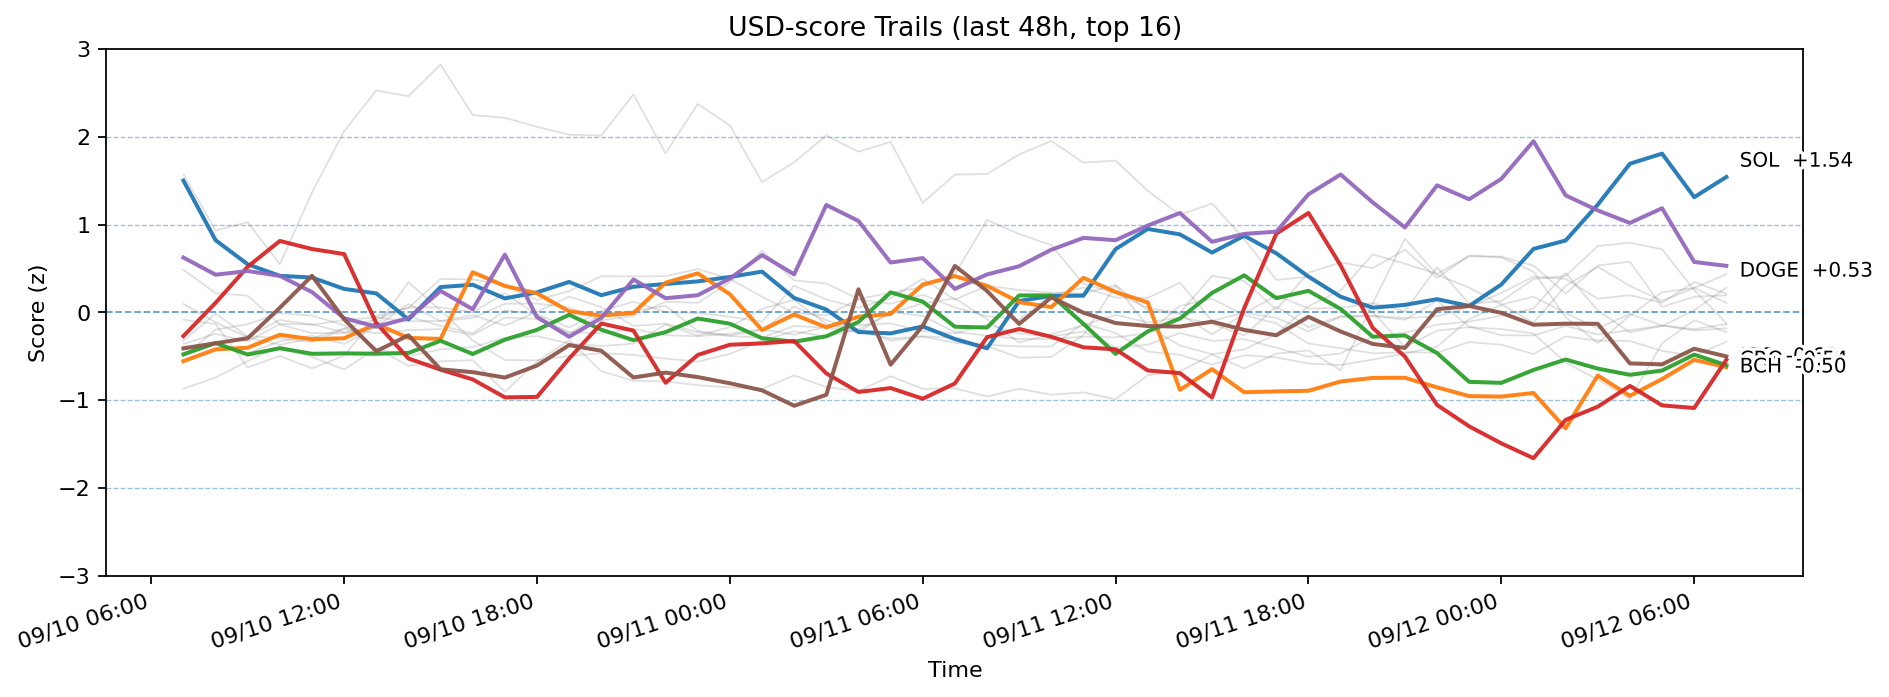 USD-score Trails (last 48h, top 16)
3
2
1
0
−1
−2
−3
Score (z)
SOL +1.54
DOGE +0.53
BCH -0.50
09/10 06:00
09/10 12:00
09/10 18:00
09/11 00:00
09/11 06:00
09/11 12:00
09/11 18:00
09/12 00:00
09/12 06:00
Time